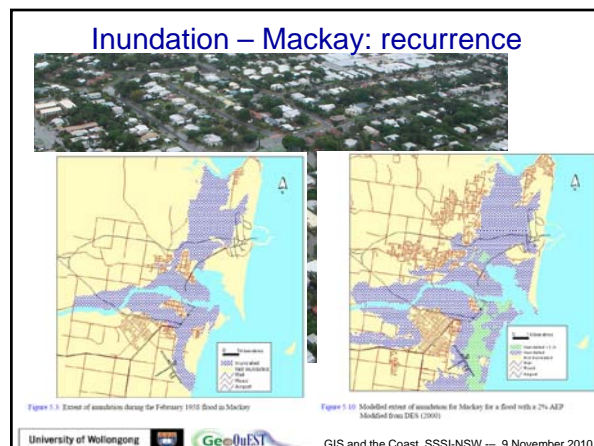 Inundation – Mackay: recurrence
Figure 5.3 Extent of inundation during the February 1958 flood in Mackay
Figure 5.10 Modelled extent of inundation for Mackay for a flood with a 2% AEP
Modified from DES (2000)
University of Wollongong
GeoQuEST
GIS and the Coast, SSSI-NSW --- 9 November 2010